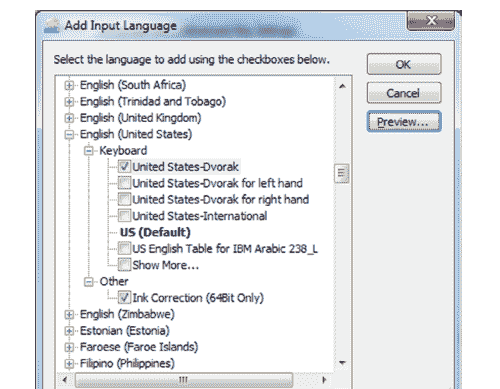 Add Input Language
Select the language to add using the checkboxes below.
OK
Cancel
Preview...
English (South Africa)
English (Trinidad and Tobago)
English (United Kingdom)
English (United States)
Keyboard
United States-Dvorak
United States-Dvorak for left hand
United States-Dvorak for right hand
United States-International
US (Default)
US English Table for IBM Arabic 238_L
Show More...
Other
Ink Correction (64Bit Only)
English (Zimbabwe)
Estonian (Estonia)
Faroese (Faroe Islands)
Filipino (Philippines)